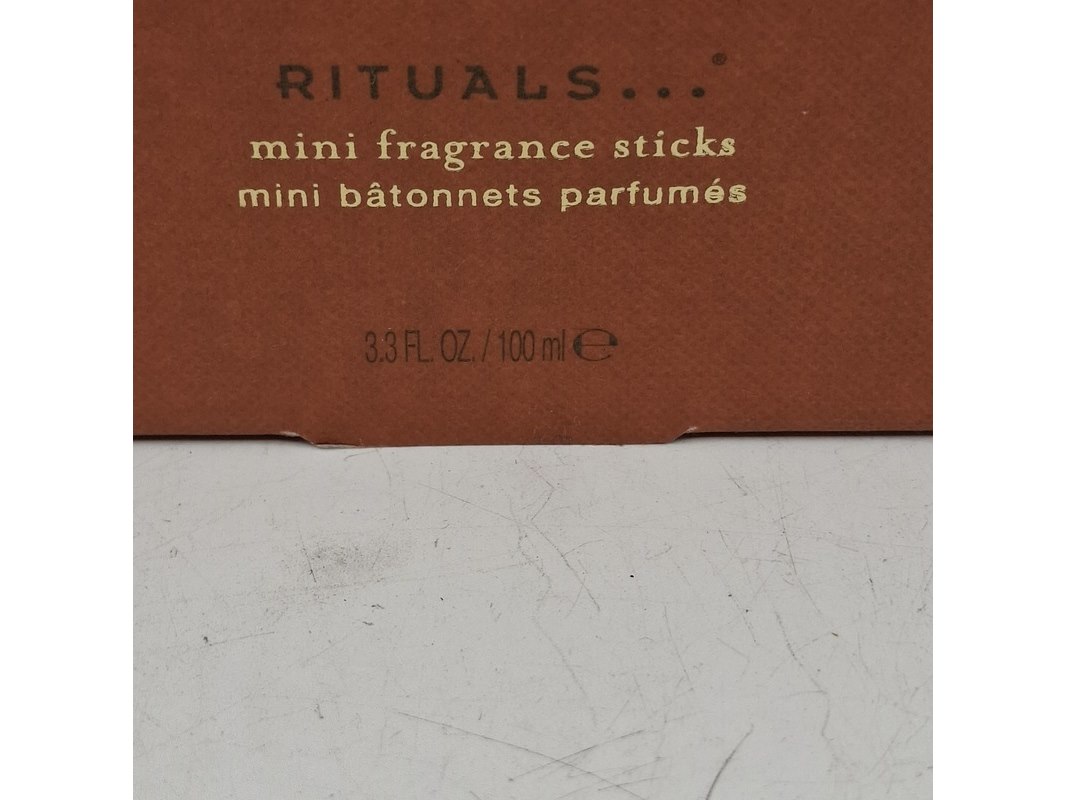 RITUALS...®
mini fragrance sticks
mini bâtonnets parfumés
3.3 FL. OZ. / 100 ml ℮